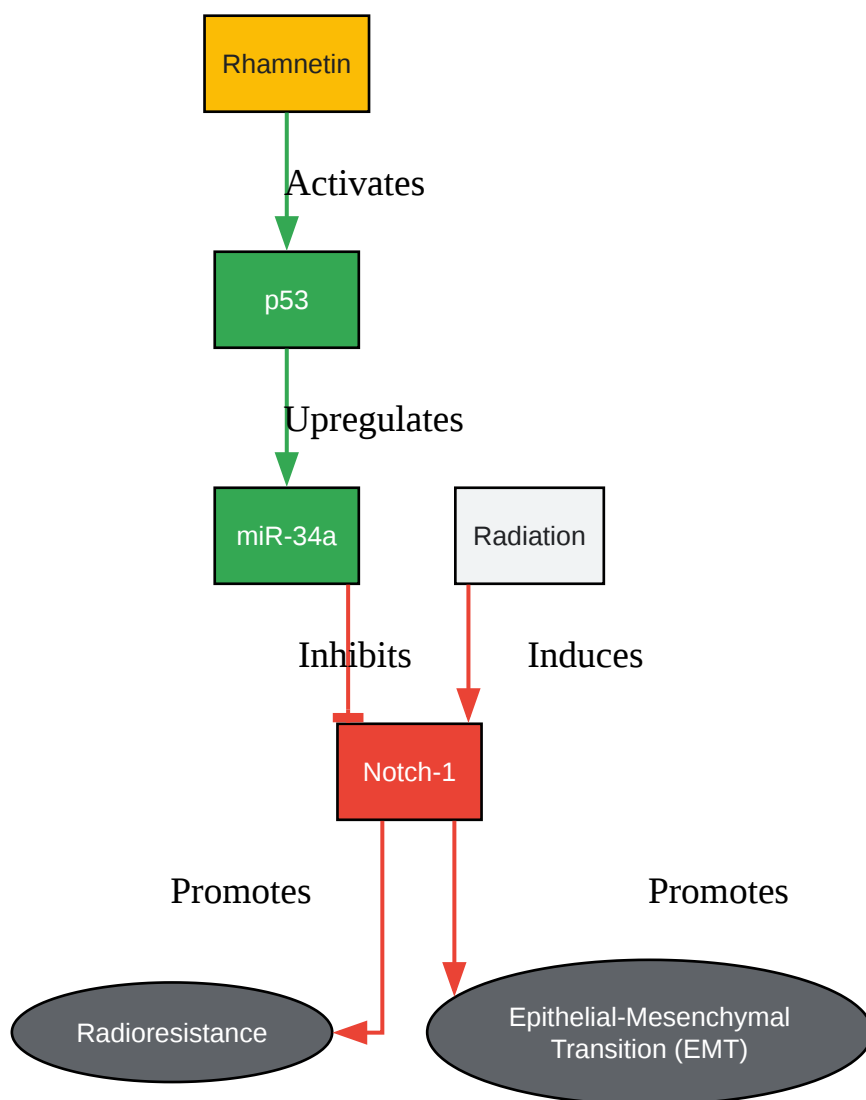 Rhamnetin
Activates
p53
Upregulates
miR-34a
Radiation
Inhibits
Induces
Notch-1
Promotes
Promotes
Radioresistance
Epithelial-Mesenchymal
Transition (EMT)